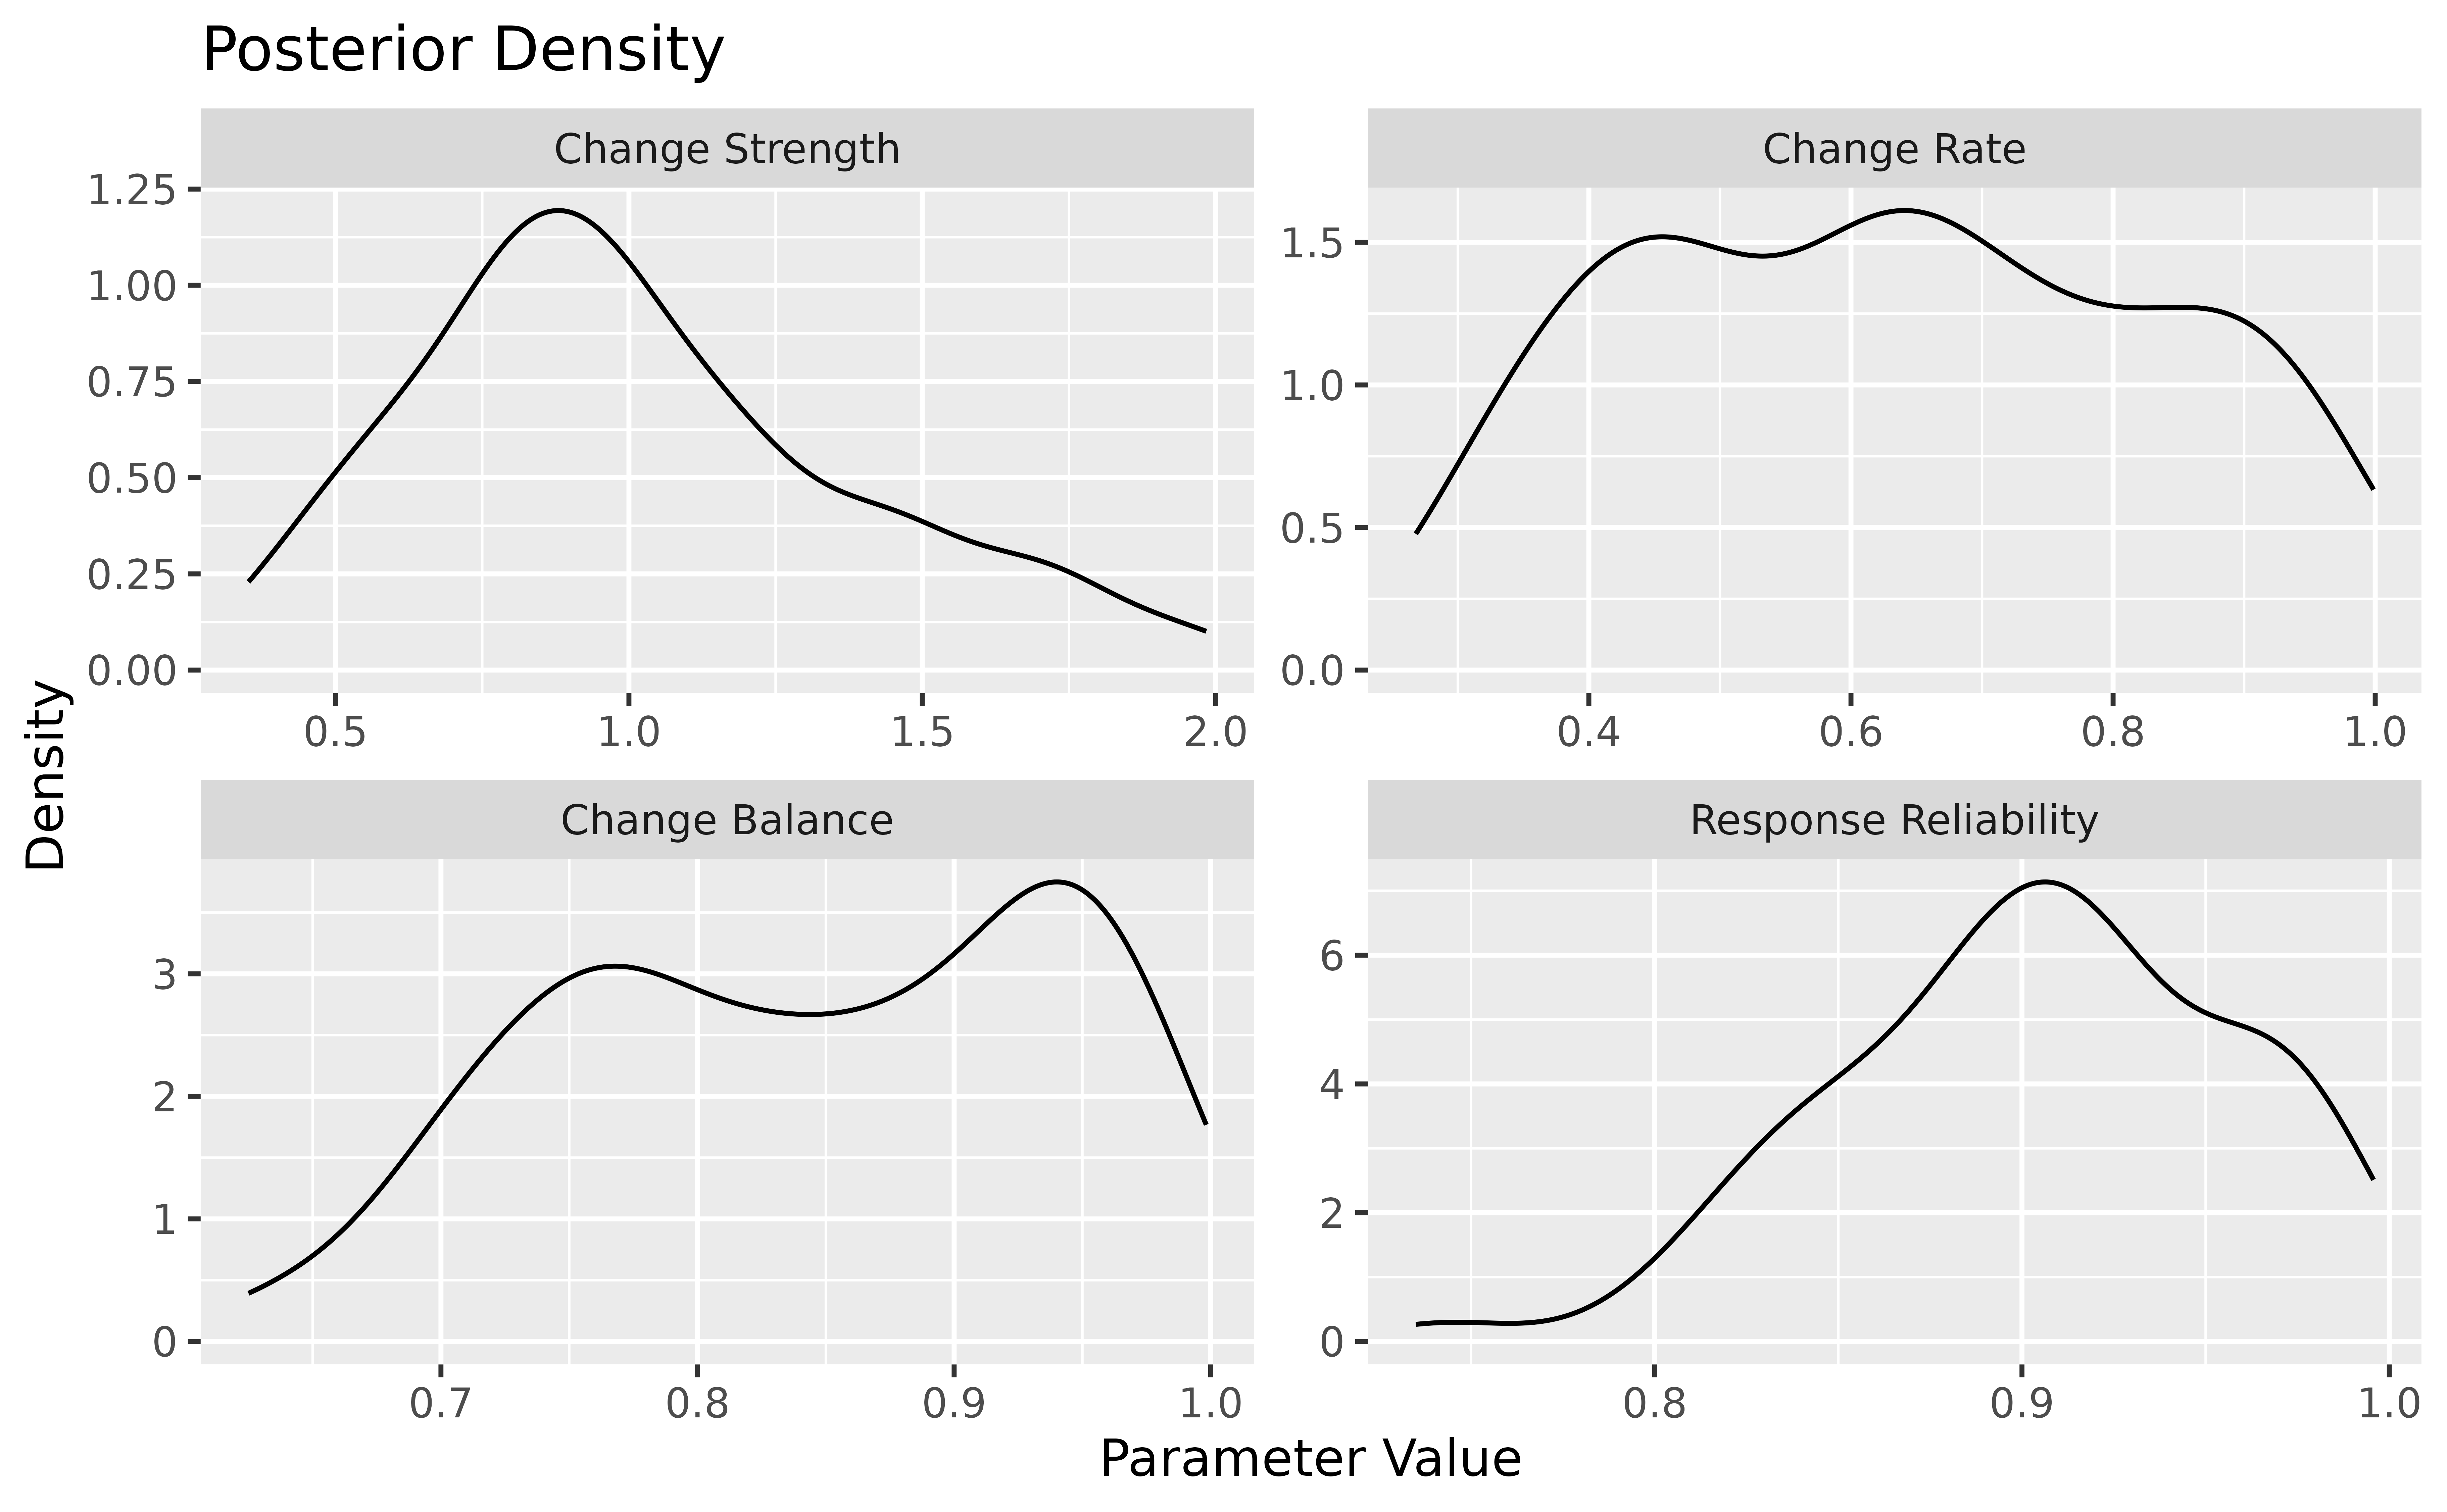 Posterior Density
Change Strength
Change Rate
1.25
1.00
0.75
0.50
0.25
0.00
1.5
1.0
0.5
0.0
0.5 1.0 1.5 2.0
0.4 0.6 0.8 1.0
Density
Change Balance
Response Reliability
3
2
1
0
6
4
2
0
0.7 0.8 0.9 1.0
0.8 0.9 1.0
Parameter Value